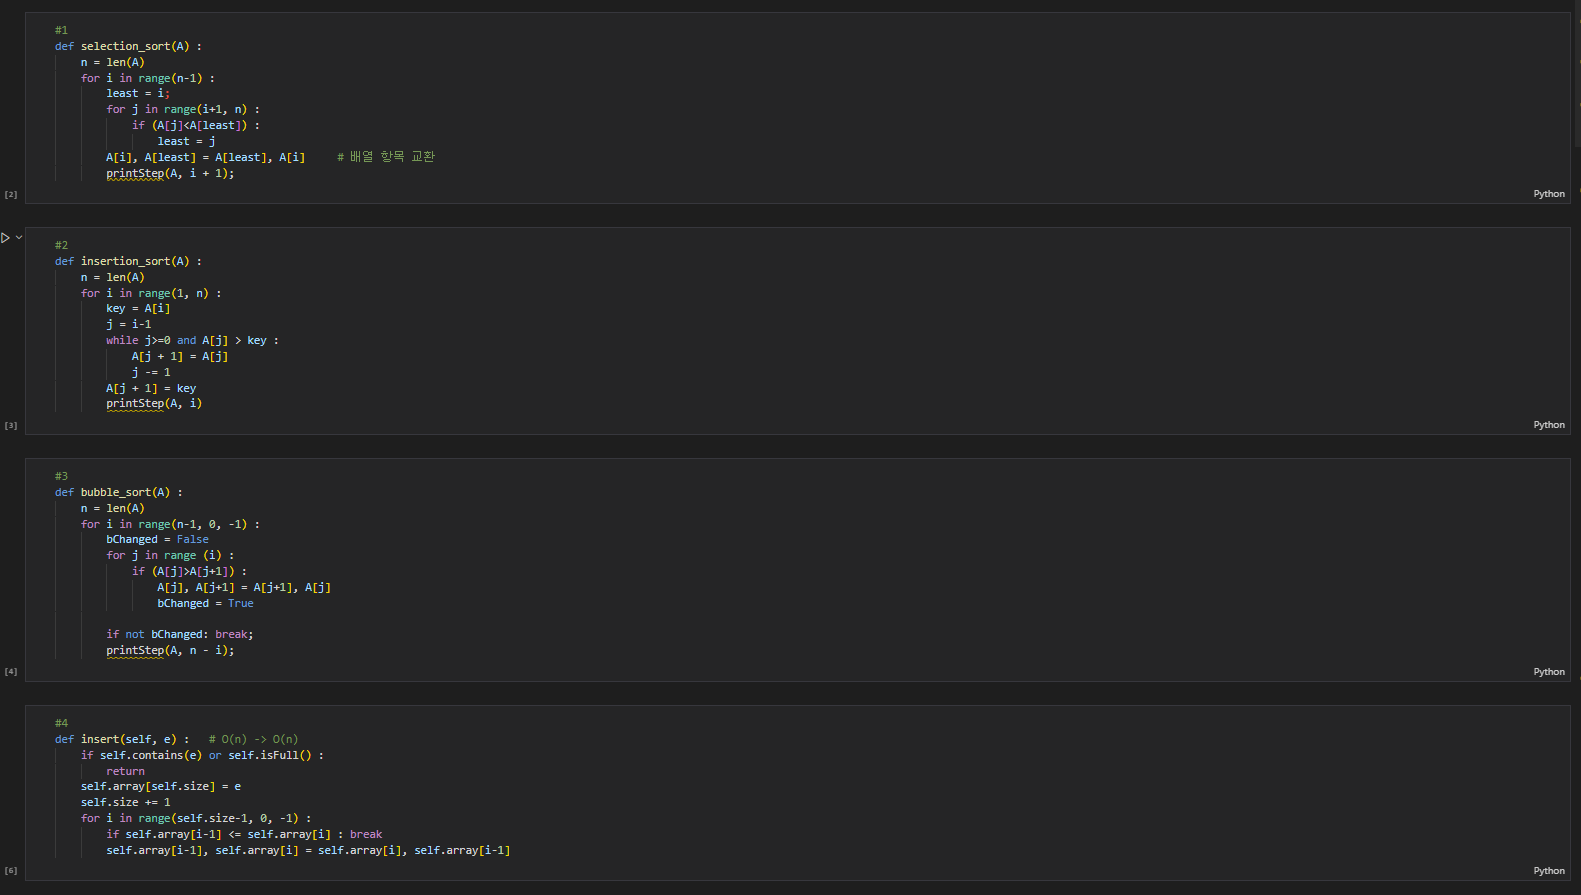 #1
def selection_sort(A) :
    n = len(A)
    for i in range(n-1) :
        least = i;
        for j in range(i+1, n) :
            if (A[j]<A[least]) :
                least = j
        A[i], A[least] = A[least], A[i]     # 배열 항목 교환
        printStep(A, i + 1);
[2]
Python
#2
def insertion_sort(A) :
    n = len(A)
    for i in range(1, n) :
        key = A[i]
        j = i-1
        while j>=0 and A[j] > key :
            A[j + 1] = A[j]
            j -= 1
        A[j + 1] = key
        printStep(A, i)
[3]
Python
#3
def bubble_sort(A) :
    n = len(A)
    for i in range(n-1, 0, -1) :
        bChanged = False
        for j in range (i) :
            if (A[j]>A[j+1]) :
                A[j], A[j+1] = A[j+1], A[j]
                bChanged = True
        if not bChanged: break;
        printStep(A, n - i);
[4]
Python
#4
def insert(self, e) :   # O(n) -> O(n)
    if self.contains(e) or self.isFull() :
        return
    self.array[self.size] = e
    self.size += 1
    for i in range(self.size-1, 0, -1) :
        if self.array[i-1] <= self.array[i] : break
        self.array[i-1], self.array[i] = self.array[i], self.array[i-1]
[6]
Python